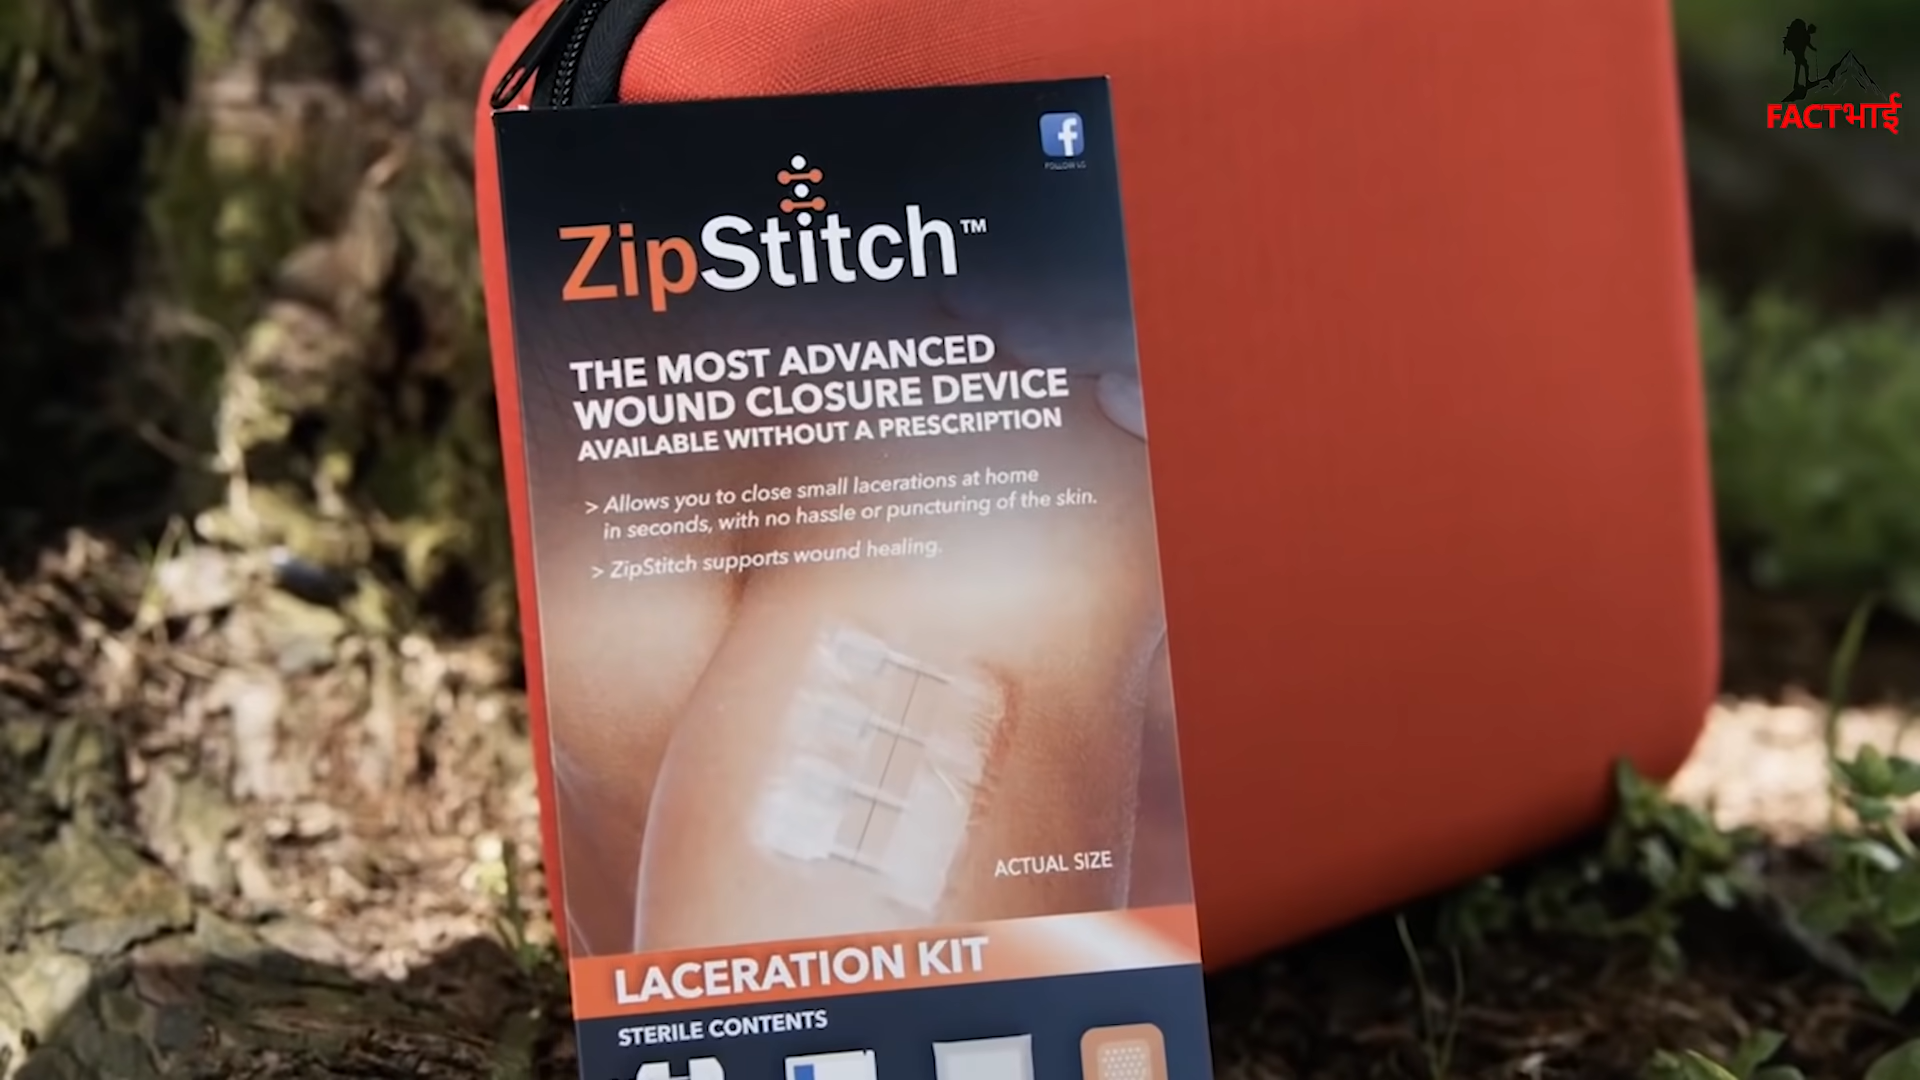 FACTभाई
f
FOLLOW US
ZipStitch™
THE MOST ADVANCED
WOUND CLOSURE DEVICE
AVAILABLE WITHOUT A PRESCRIPTION
> Allows you to close small lacerations at home
in seconds, with no hassle or puncturing of the skin.
> ZipStitch supports wound healing.
ACTUAL SIZE
LACERATION KIT
STERILE CONTENTS